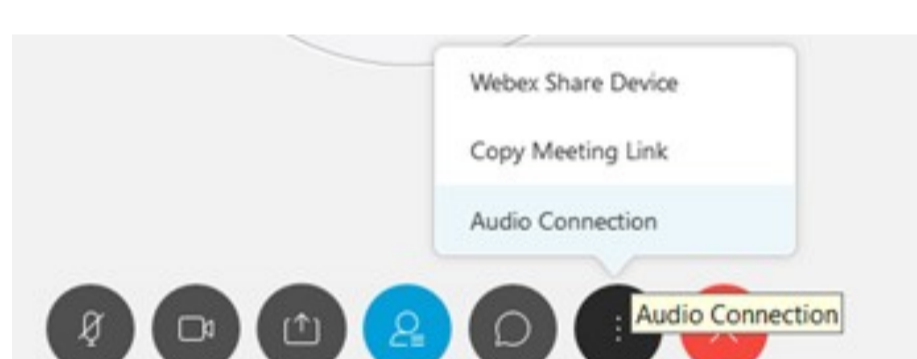 Webex Share Device
Copy Meeting Link
Audio Connection
Audio Connection